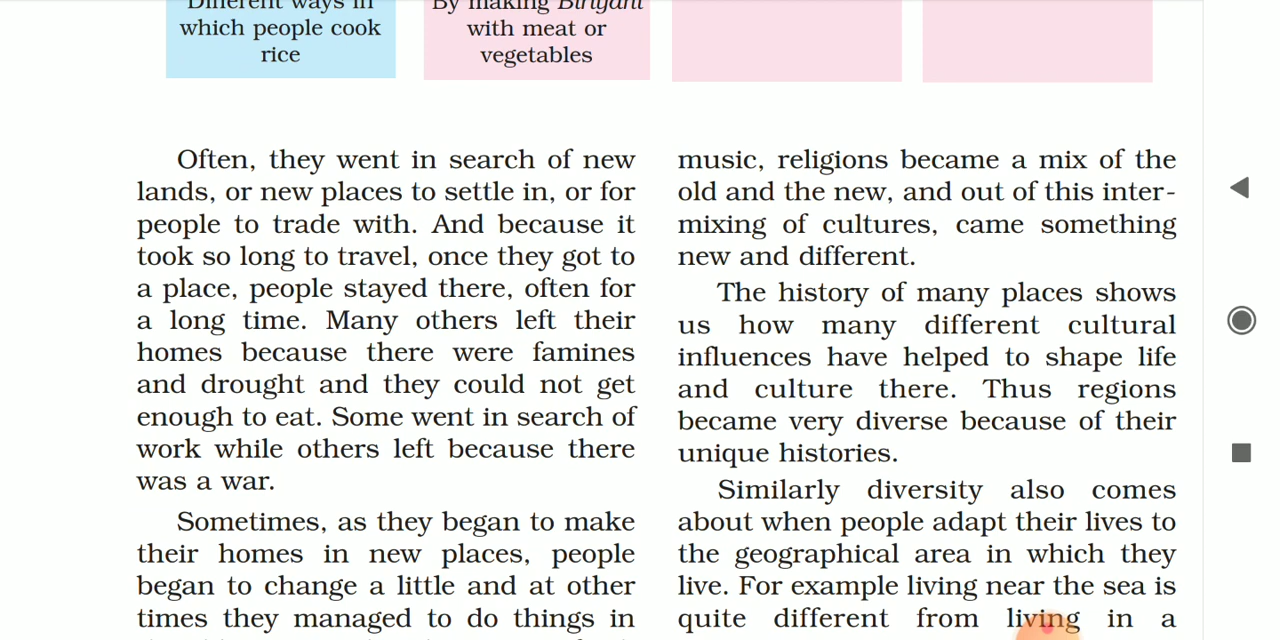 Different ways in
which people cook
rice
By making Biriyani
with meat or
vegetables
Often, they went in search of new
lands, or new places to settle in, or for
people to trade with. And because it
took so long to travel, once they got to
a place, people stayed there, often for
a long time. Many others left their
homes because there were famines
and drought and they could not get
enough to eat. Some went in search of
work while others left because there
was a war.
Sometimes, as they began to make
their homes in new places, people
began to change a little and at other
times they managed to do things in
music, religions became a mix of the
old and the new, and out of this inter-
mixing of cultures, came something
new and different.
The history of many places shows
us how many different cultural
influences have helped to shape life
and culture there. Thus regions
became very diverse because of their
unique histories.
Similarly diversity also comes
about when people adapt their lives to
the geographical area in which they
live. For example living near the sea is
quite different from living in a